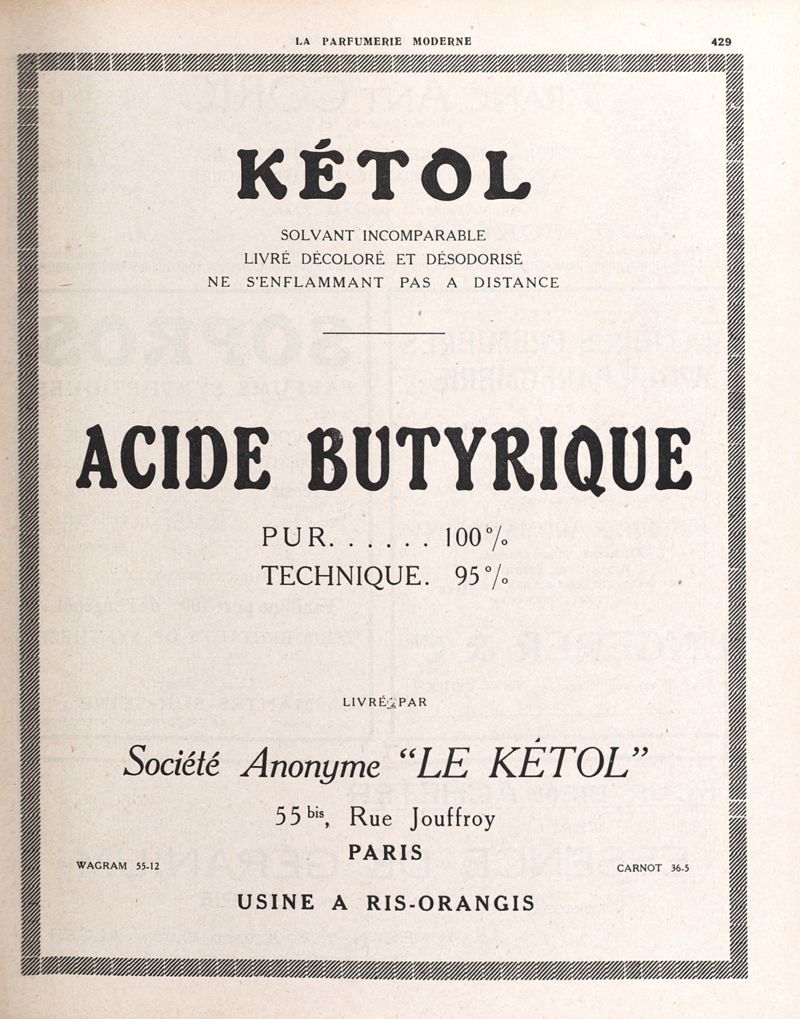 LA PARFUMERIE MODERNE
429
KÉTOL
SOLVANT INCOMPARABLE
LIVRÉ DÉCOLORÉ ET DÉSODORISÉ
NE S'ENFLAMMANT PAS A DISTANCE
ACIDE BUTYRIQUE
PUR. . . . . . 100 %
TECHNIQUE. 95 %
LIVRÉ PAR
Société Anonyme “LE KÉTOL”
55 bis, Rue Jouffroy
PARIS
WAGRAM 55-12
CARNOT 36-5
USINE A RIS-ORANGIS